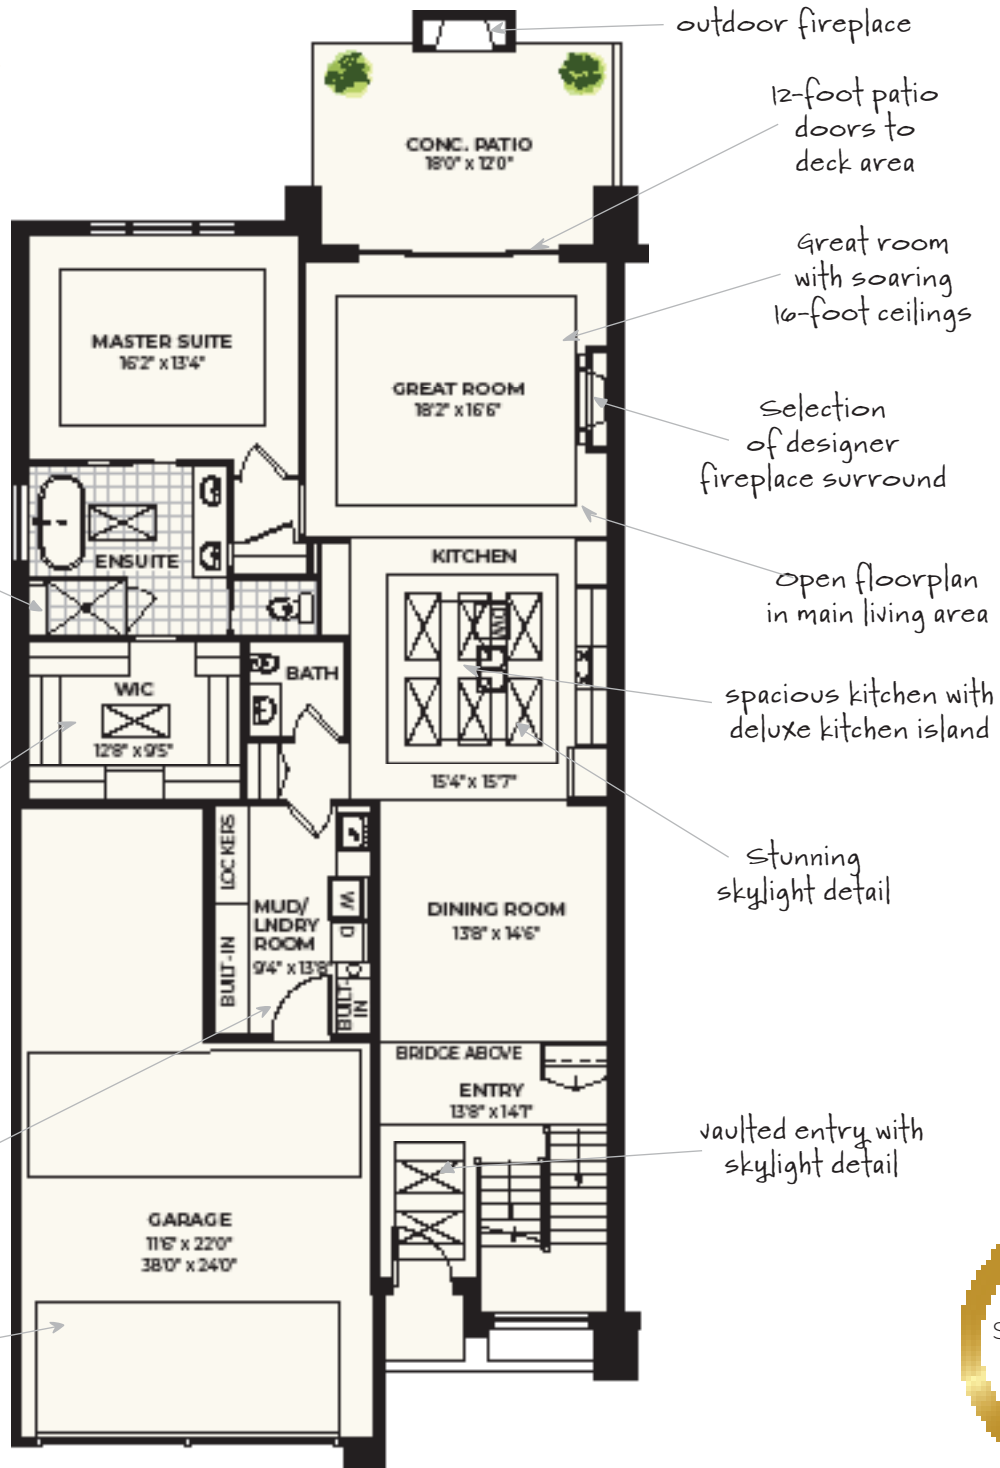 outdoor fireplace
12-foot patio
doors to
deck area
CONC. PATIO
18'0" x 12'0"
Great room
with soaring
16-foot ceilings
MASTER SUITE
16'2" x 13'4"
GREAT ROOM
18'2" x 16'6"
Selection
of designer
fireplace surround
ENSUITE
KITCHEN
Open floorplan
in main living area
DW
BATH
WIC
12'8" x 9'5"
spacious kitchen with
deluxe kitchen island
15'4" x 15'7"
LOCKERS
Stunning
skylight detail
W
MUD/
LNDRY
ROOM
9'4" x 13'8"
D
BUILT-IN
BUILT-
IN
DINING ROOM
13'8" x 14'6"
BRIDGE ABOVE
ENTRY
13'8" x 14'1"
vaulted entry with
skylight detail
GARAGE
11'6" x 22'0"
38'0" x 24'0"